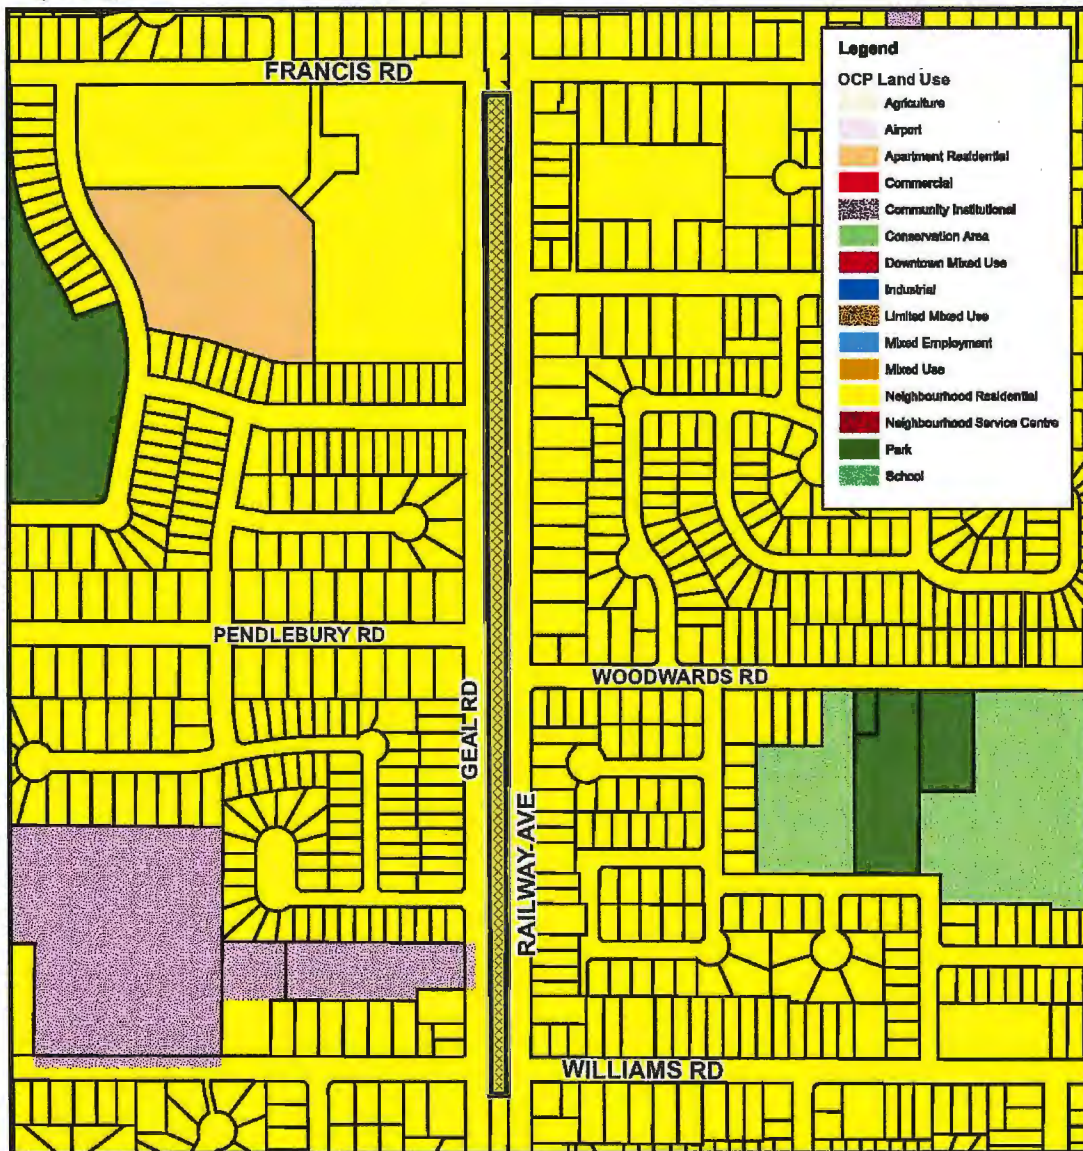 FRANCIS RD
Legend
OCP Land Use
Agriculture
Airport
Apartment Residential
Commercial
Community Institutional
Conservation Area
Downtown Mixed Use
Industrial
Limited Mixed Use
Mixed Employment
Mixed Use
Neighbourhood Residential
Neighbourhood Service Centre
Park
School
PENDLEBURY RD
WOODWARDS RD
GEAL RD
RAILWAY AVE
WILLIAMS RD